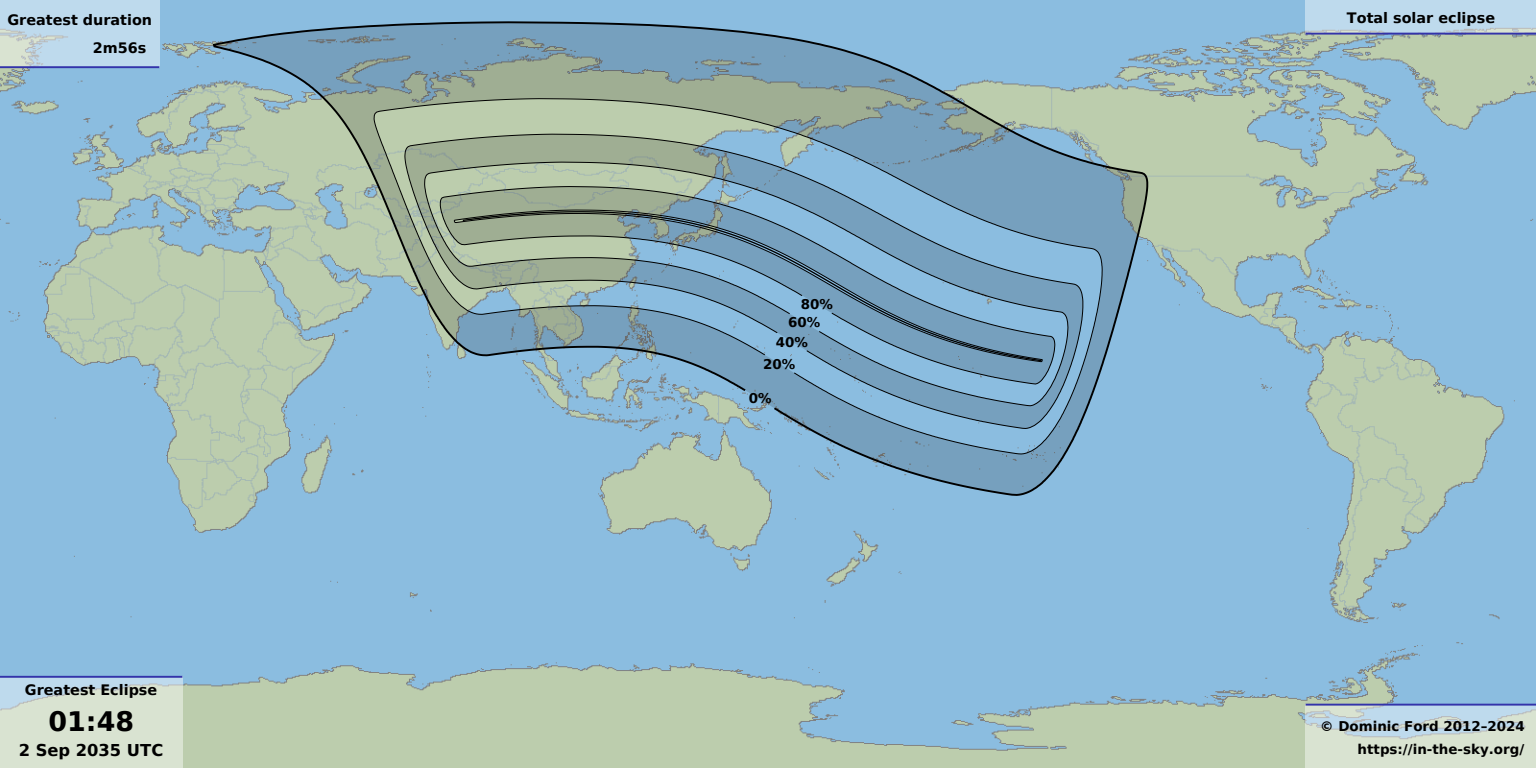 Greatest duration
2m56s
Total solar eclipse
80%
60%
40%
20%
0%
Greatest Eclipse
01:48
2 Sep 2035 UTC
© Dominic Ford 2012–2024
https://in-the-sky.org/